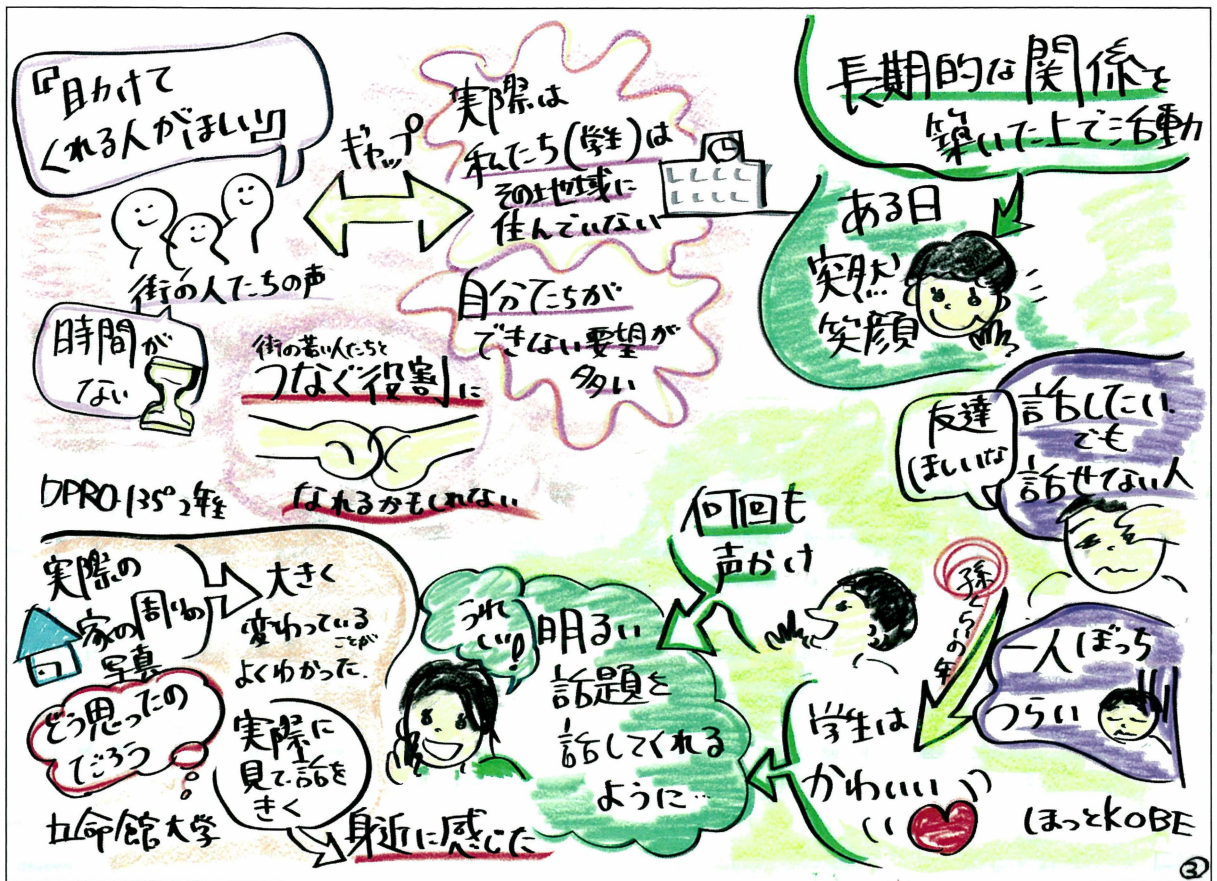 『助けて
くれる人がほしい』
街の人たちの声
ギャップ
実際は
私たち(学生)は
その地域に
住んでいない
自分たちが
できない要望が
多い
時間が
ない
街の若い人たちと
つなぐ役割に
なれるかもしれない
DPRO135° 2年生
長期的な関係を
築いた上で活動
ある日
突然
笑顔
友達
ほしいな
話したい
でも
話せてない人
一人ぼっち
つらい
孫くらいの年
何回も
声かけ
学生は
かわいい
い
明るい
話題を
話してくれる
ように…
うれ
しい!
ほっとKOBE
実際の
家の周りの
写真
大きく
変わっている
ことが
よくわかった.
どう思ったの
だろう
実際に
見て、話を
きく
身近に感じた
立命館大学
③